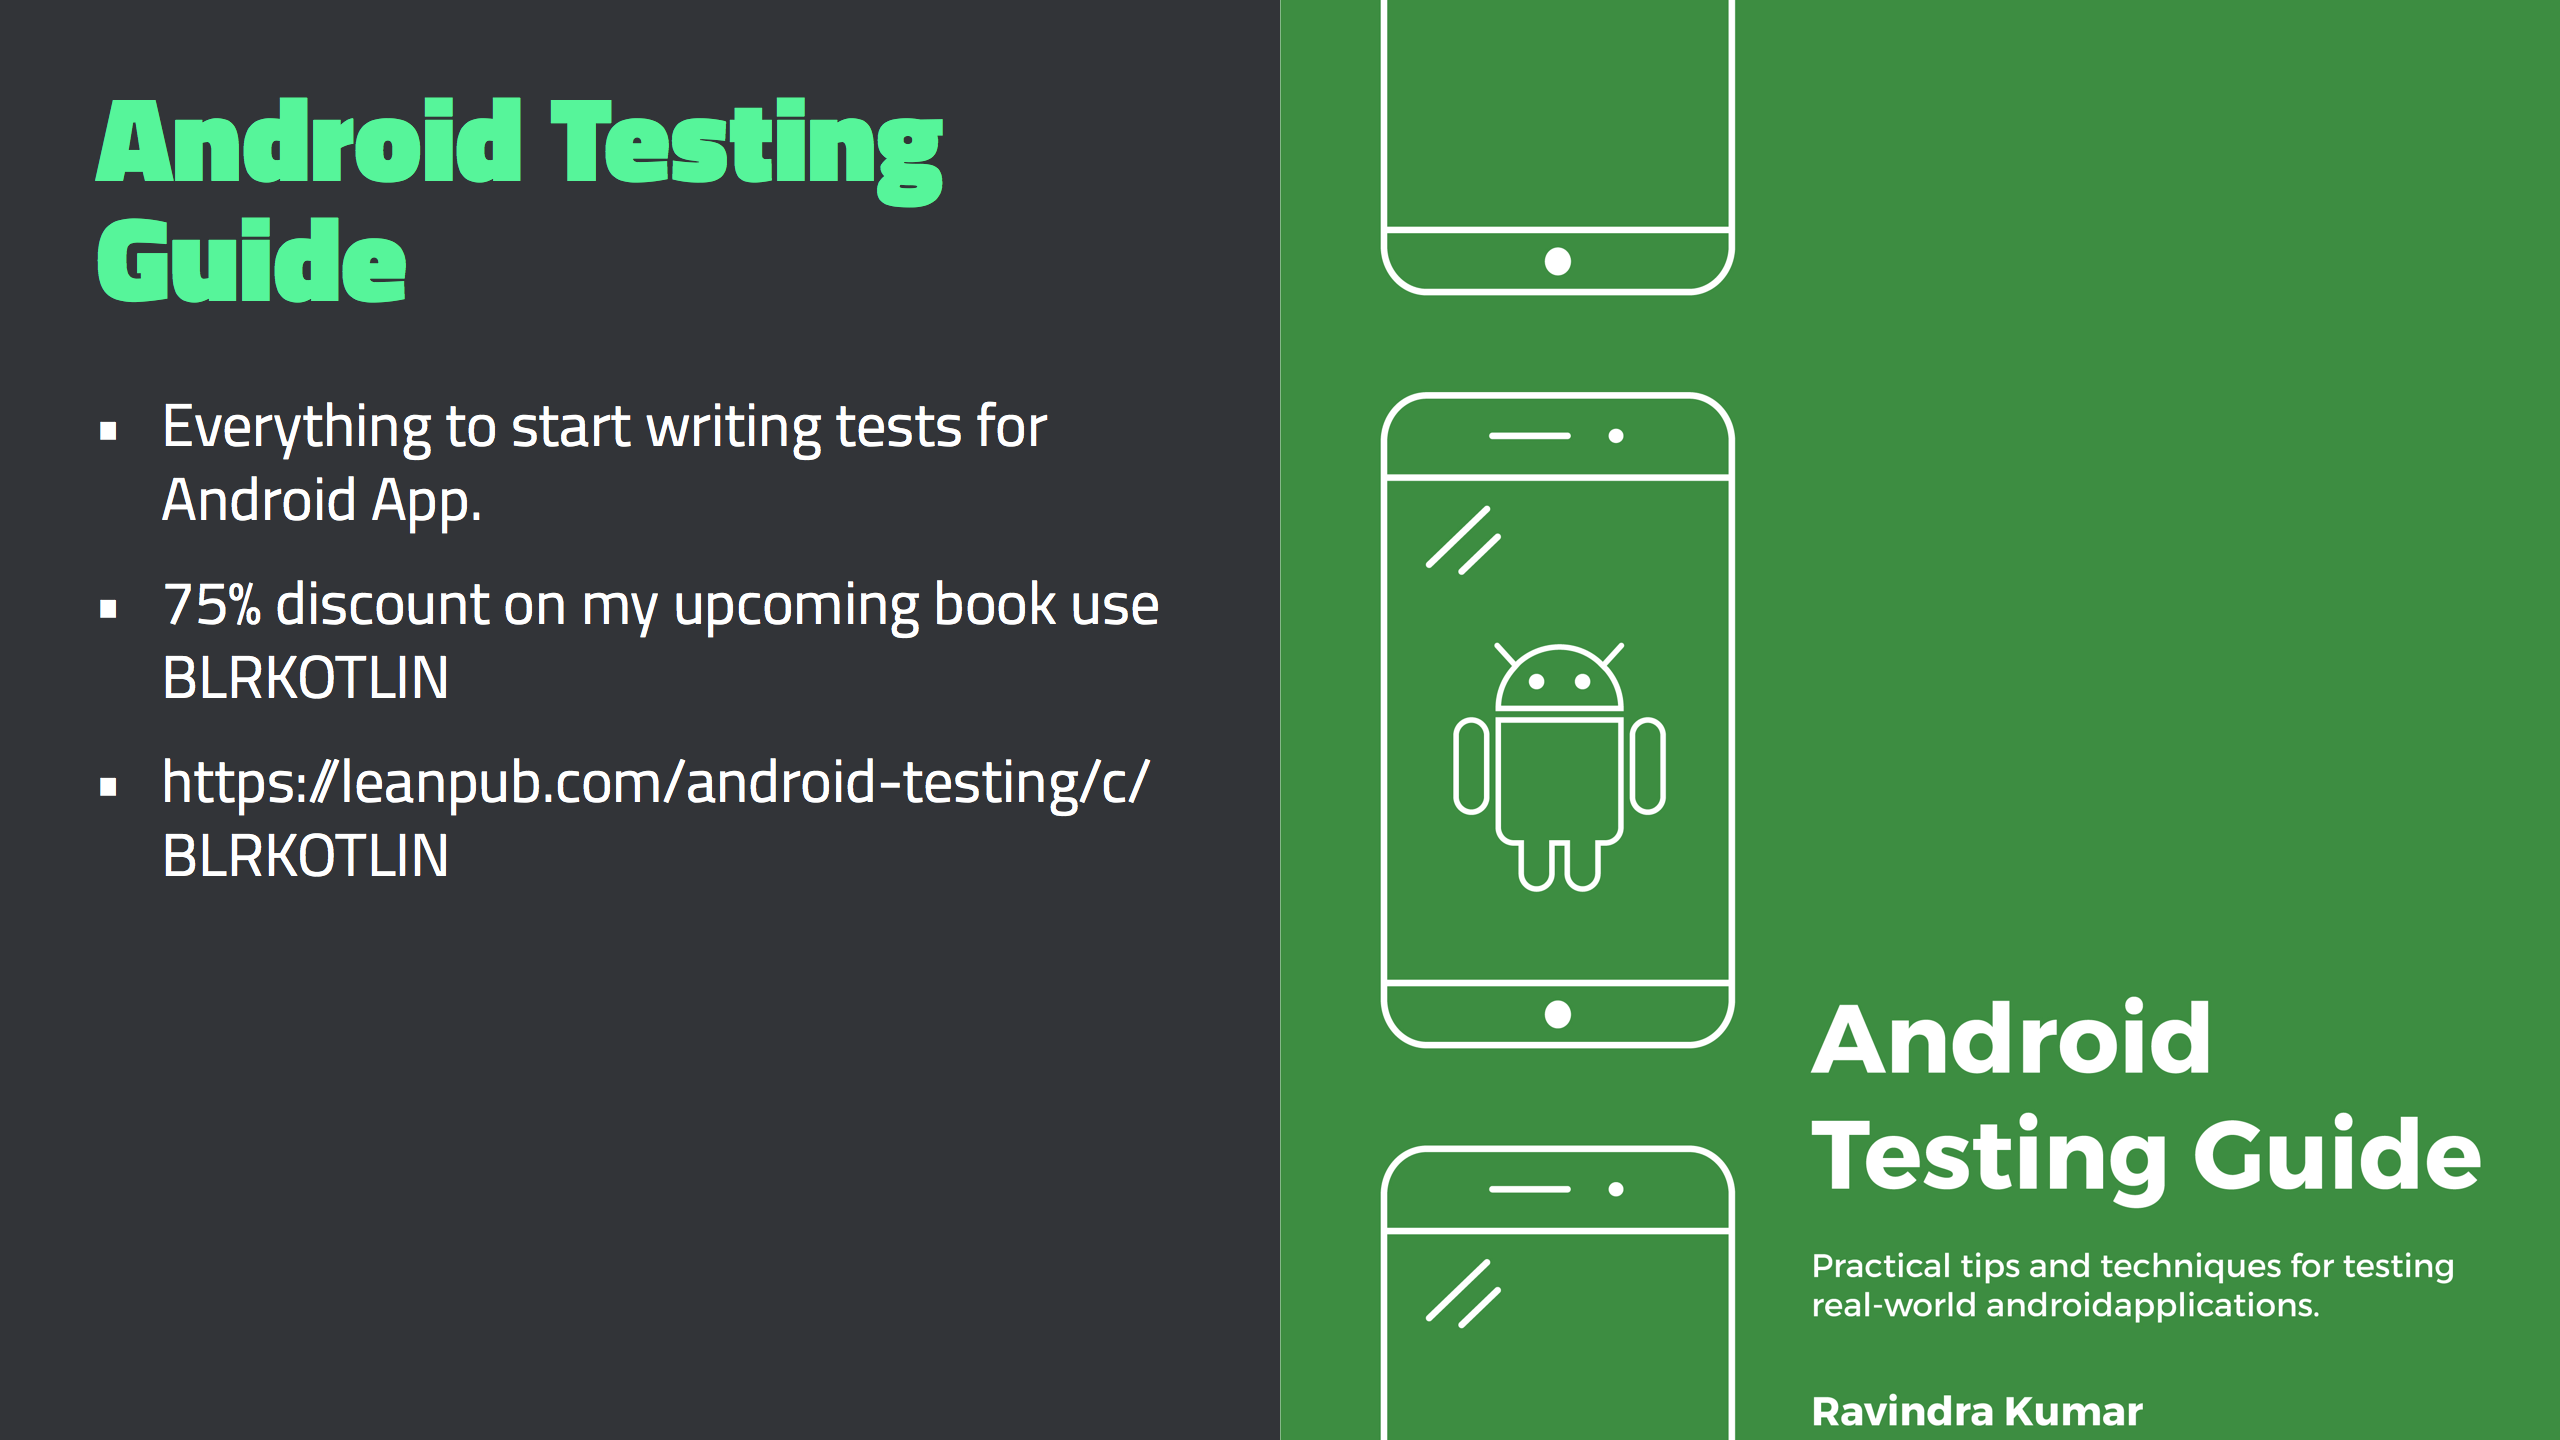 Android Testing
Guide
▪ Everything to start writing tests for
Android App.
▪ 75% discount on my upcoming book use
BLRKOTLIN
▪ https://leanpub.com/android-testing/c/
BLRKOTLIN
Android
Testing Guide
Practical tips and techniques for testing
real-world androidapplications.
Ravindra Kumar